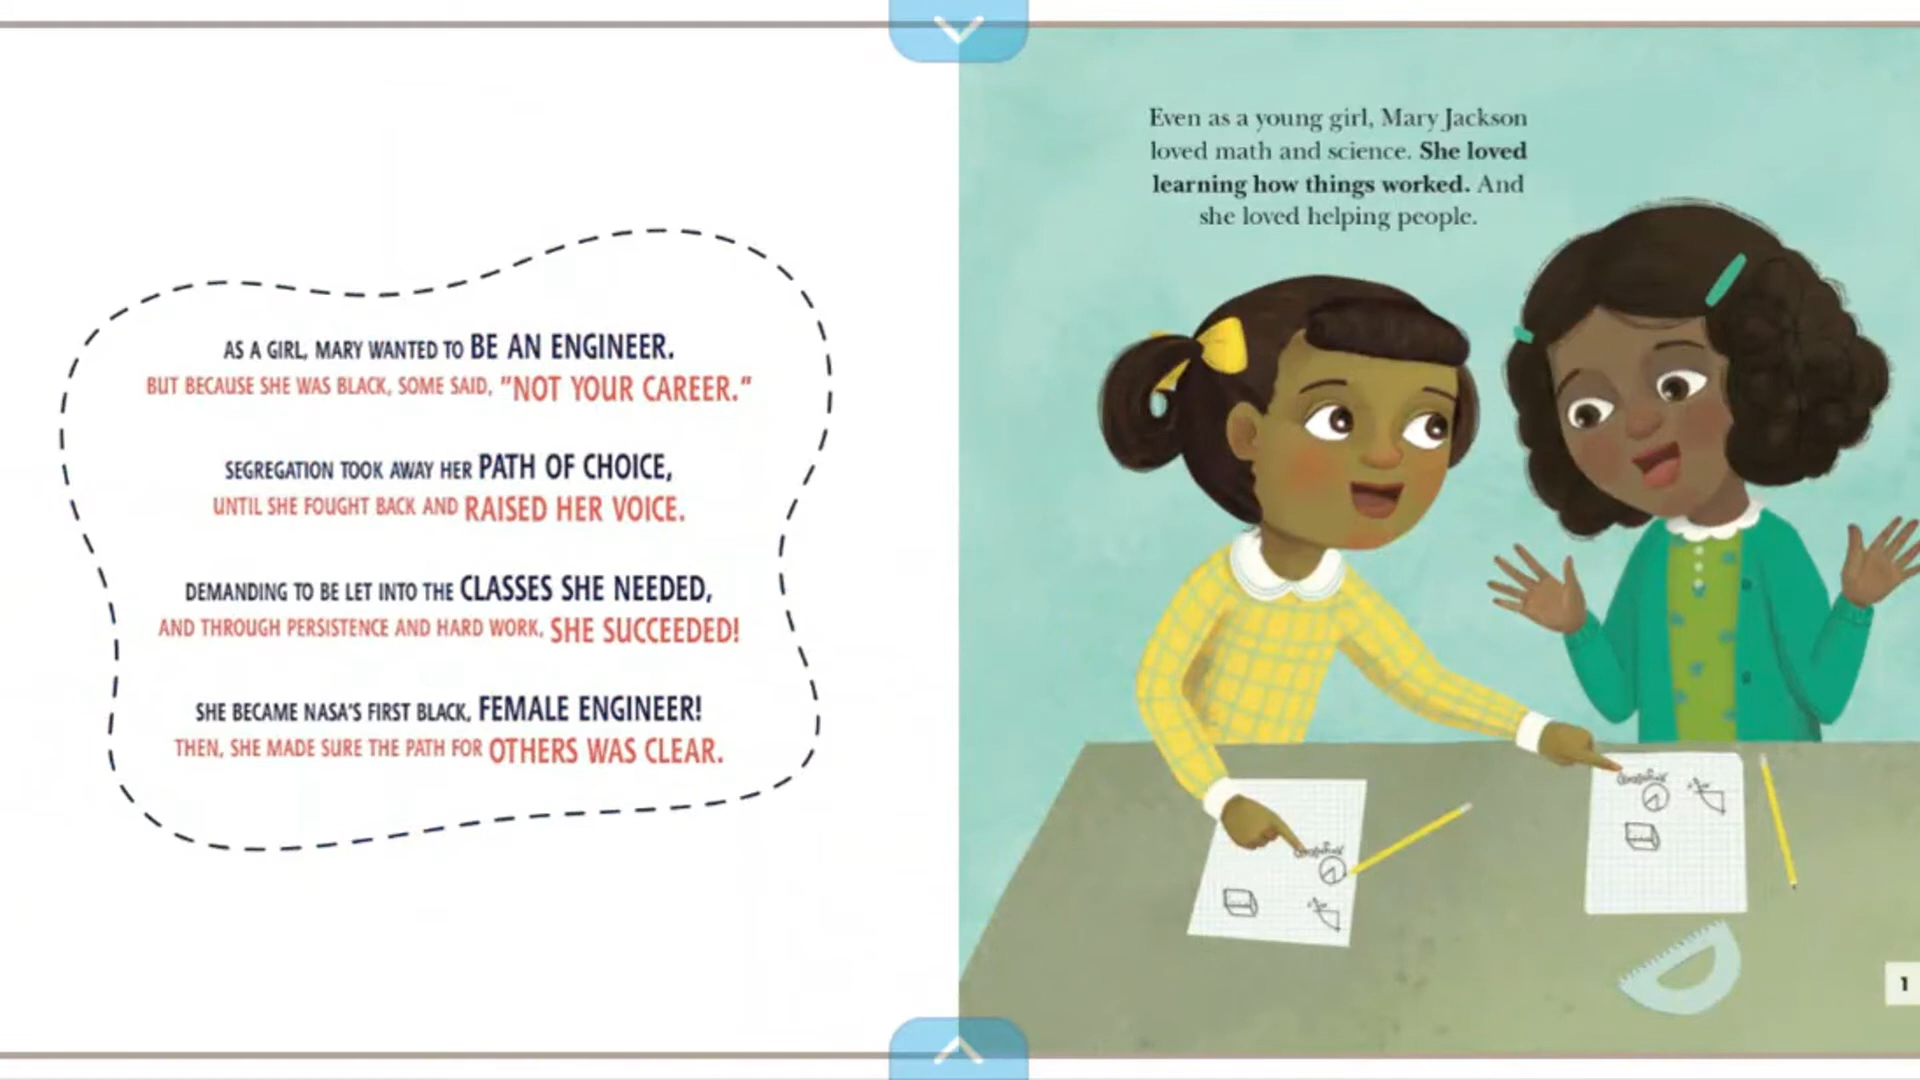 AS A GIRL, MARY WANTED TO BE AN ENGINEER.
BUT BECAUSE SHE WAS BLACK, SOME SAID, "NOT YOUR CAREER."
SEGREGATION TOOK AWAY HER PATH OF CHOICE,
UNTIL SHE FOUGHT BACK AND RAISED HER VOICE.
DEMANDING TO BE LET INTO THE CLASSES SHE NEEDED,
AND THROUGH PERSISTENCE AND HARD WORK, SHE SUCCEEDED!
SHE BECAME NASA'S FIRST BLACK, FEMALE ENGINEER!
THEN, SHE MADE SURE THE PATH FOR OTHERS WAS CLEAR.
Even as a young girl, Mary Jackson
loved math and science. She loved
learning how things worked. And
she loved helping people.
1